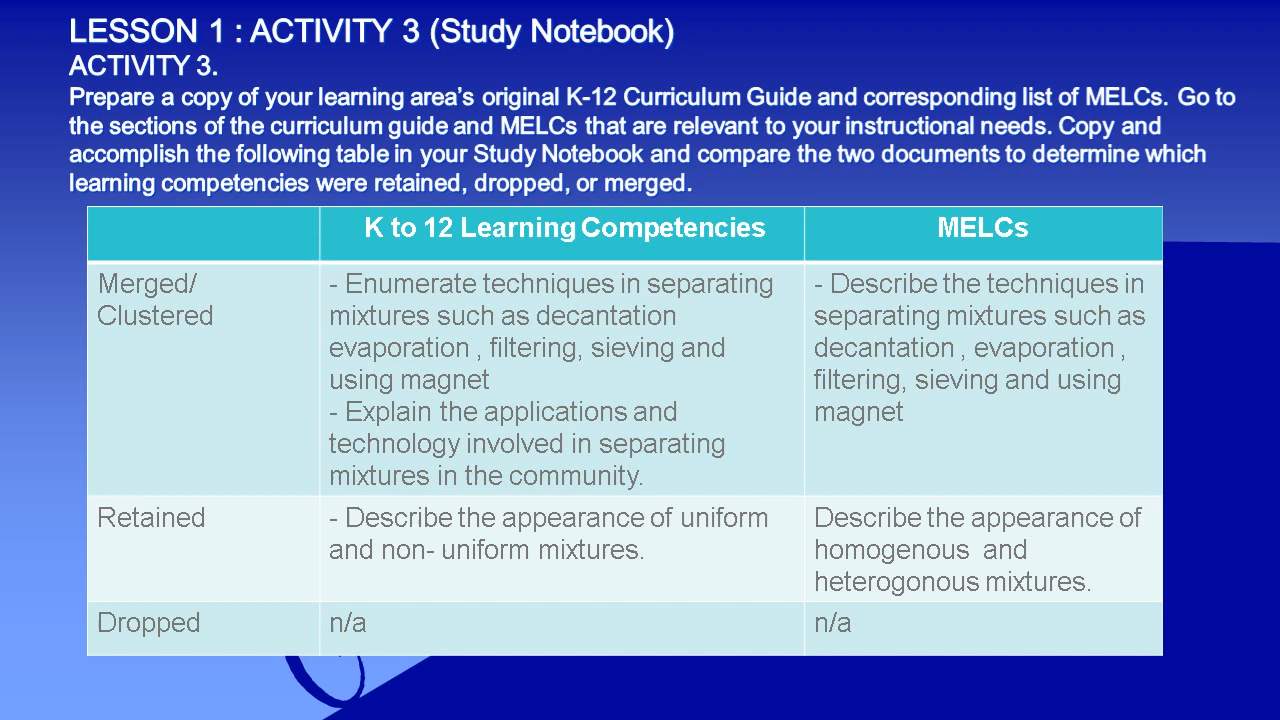 LESSON 1 : ACTIVITY 3 (Study Notebook)
ACTIVITY 3.
Prepare a copy of your learning area’s original K-12 Curriculum Guide and corresponding list of MELCs. Go to
the sections of the curriculum guide and MELCs that are relevant to your instructional needs. Copy and
accomplish the following table in your Study Notebook and compare the two documents to determine which
learning competencies were retained, dropped, or merged.
K to 12 Learning Competencies
MELCs
Merged/
Clustered
- Enumerate techniques in separating
mixtures such as decantation
evaporation , filtering, sieving and
using magnet
- Explain the applications and
technology involved in separating
mixtures in the community.
- Describe the techniques in
separating mixtures such as
decantation , evaporation ,
filtering, sieving and using
magnet
Retained
- Describe the appearance of uniform
and non- uniform mixtures.
Describe the appearance of
homogenous and
heterogonous mixtures.
Dropped
n/a
n/a